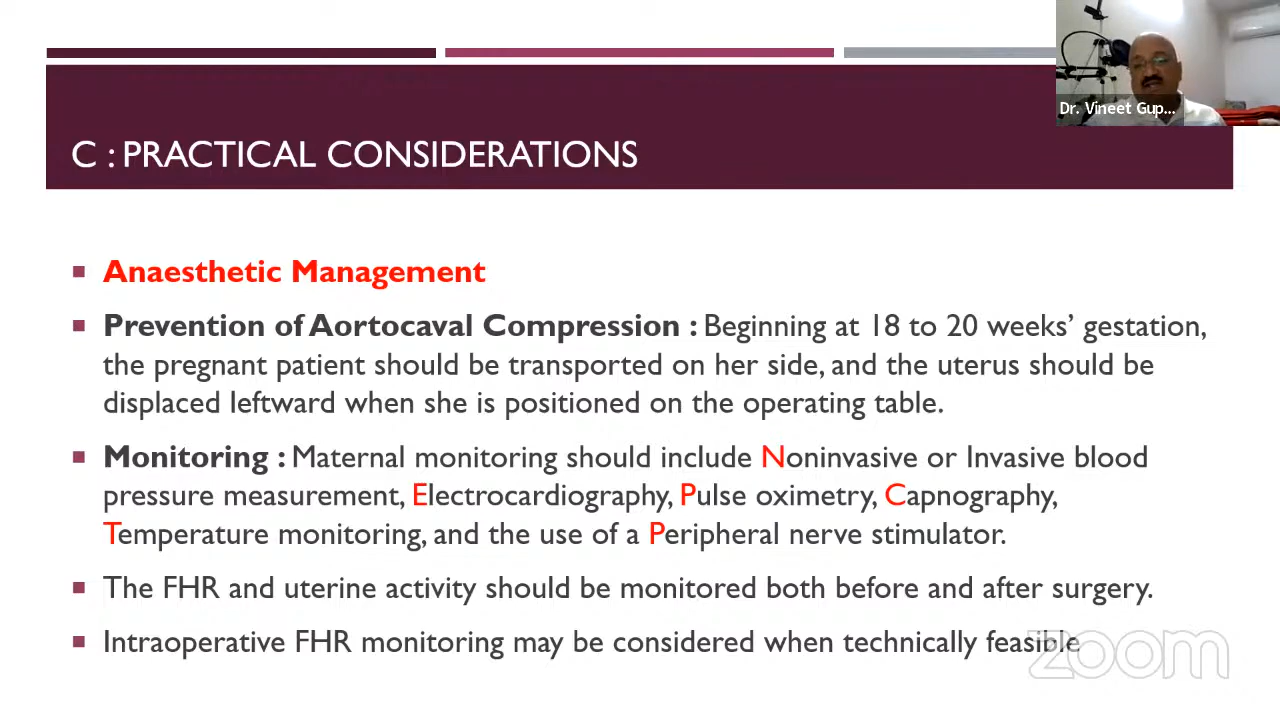 Dr. Vineet Gup...
C : PRACTICAL CONSIDERATIONS
Anaesthetic Management
Prevention of Aortocaval Compression : Beginning at 18 to 20 weeks' gestation,
the pregnant patient should be transported on her side, and the uterus should be
displaced leftward when she is positioned on the operating table.
Monitoring : Maternal monitoring should include Noninvasive or Invasive blood
pressure measurement, Electrocardiography, Pulse oximetry, Capnography,
Temperature monitoring, and the use of a Peripheral nerve stimulator.
The FHR and uterine activity should be monitored both before and after surgery.
Intraoperative FHR monitoring may be considered when technically feasible
zoom